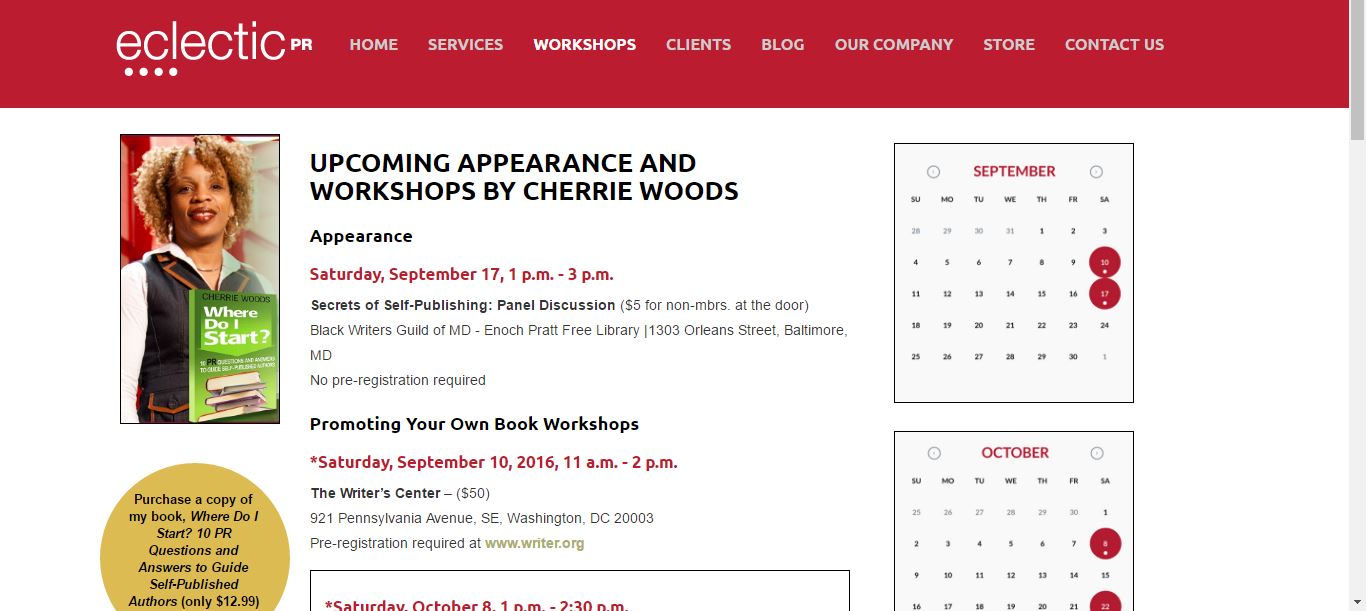 eclectic PR
HOME SERVICES WORKSHOPS CLIENTS BLOG OUR COMPANY STORE CONTACT US
CHERRIE WOODS
Where
Do I
Start?
10 PR QUESTIONS AND ANSWERS
TO GUIDE SELF-PUBLISHED AUTHORS
Purchase a copy of
my book, Where Do I
Start? 10 PR
Questions and
Answers to Guide
Self-Published
Authors (only $12.99)
UPCOMING APPEARANCE AND
WORKSHOPS BY CHERRIE WOODS
Appearance
Saturday, September 17, 1 p.m. - 3 p.m.
Secrets of Self-Publishing: Panel Discussion ($5 for non-mbrs. at the door)
Black Writers Guild of MD - Enoch Pratt Free Library |1303 Orleans Street, Baltimore,
MD
No pre-registration required
Promoting Your Own Book Workshops
*Saturday, September 10, 2016, 11 a.m. - 2 p.m.
The Writer's Center – ($50)
921 Pennsylvania Avenue, SE, Washington, DC 20003
Pre-registration required at www.writer.org
*Saturday, October 8, 1 p.m. - 2:30 p.m.
SEPTEMBER
SU MO TU WE TH FR SA
28 29 30 31 1 2 3
4 5 6 7 8 9 10
11 12 13 14 15 16 17
18 19 20 21 22 23 24
25 26 27 28 29 30 1
OCTOBER
SU MO TU WE TH FR SA
25 26 27 28 29 30 1
2 3 4 5 6 7 8
9 10 11 12 13 14 15
16 17 18 19 20 21 22